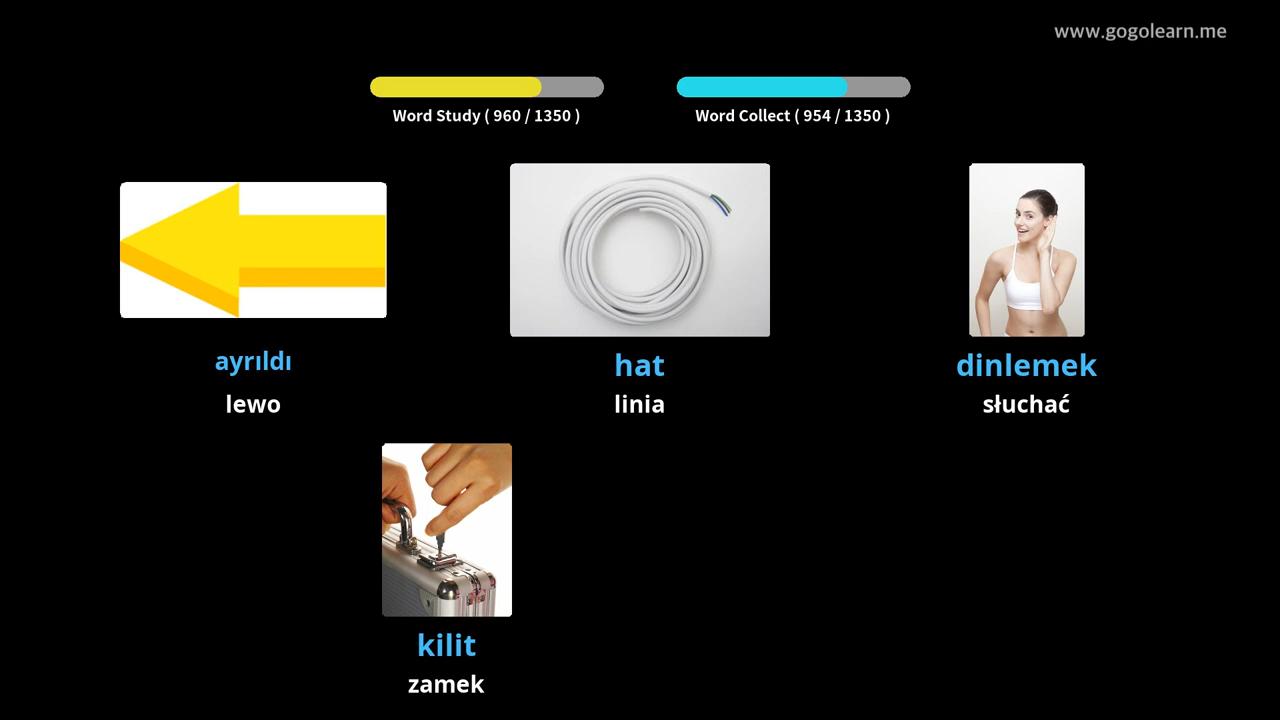 www.gogolearn.me
Word Study ( 960 / 1350 )
Word Collect ( 954 / 1350 )
ayrıldı
lewo
hat
linia
dinlemek
słuchać
kilit
zamek